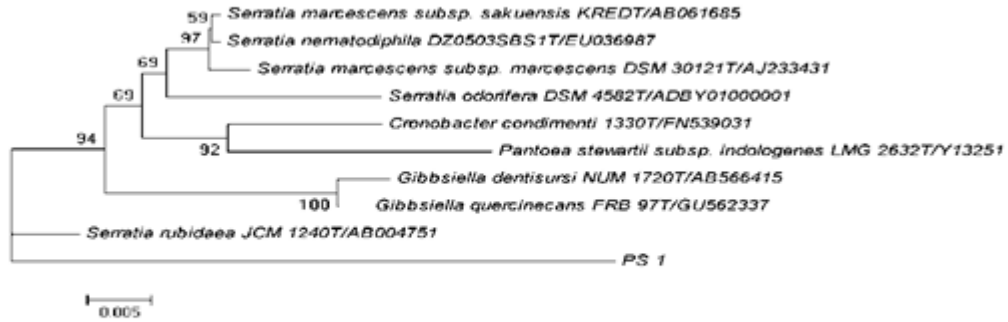 59
Serratia marcescens subsp. sakuensis KREDT/AB061685
97
Serratia nematodiphila DZ0503SBS1T/EU036987
69
Serratia marcescens subsp. marcescens DSM 30121T/AJ233431
69
Serratia odorifera DSM 4582T/ADBY01000001
94
Cronobacter condimenti 1330T/FN539031
92
Pantoea stewartii subsp. indologenes LMG 2632T/Y13251
Gibbsiella dentisursi NUM 1720T/AB566415
100
Gibbsiella quercinecans FRB 97T/GU562337
Serratia rubidaea JCM 1240T/AB004751
PS 1
0.005